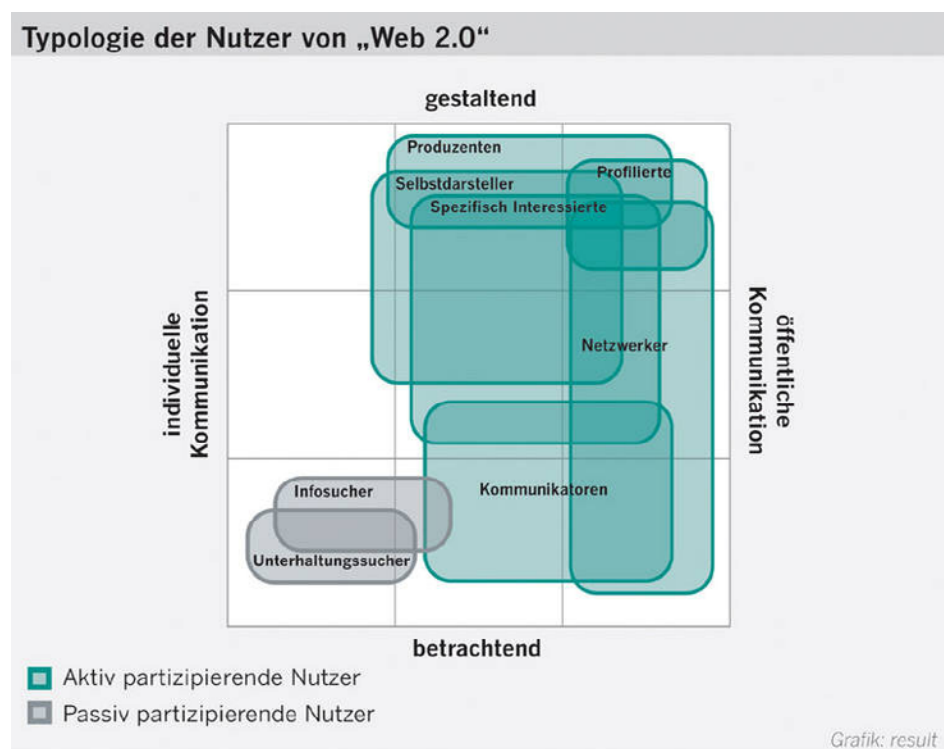 Typologie der Nutzer von „Web 2.0“
gestaltend
Produzenten
Profilierte
Selbstdarsteller
Spezifisch Interessierte
individuelle
Kommunikation
öffentliche
Kommunikation
Netzwerker
Infosucher
Kommunikatoren
Unterhaltungssucher
betrachtend
Aktiv partizipierende Nutzer
Passiv partizipierende Nutzer
Grafik: result